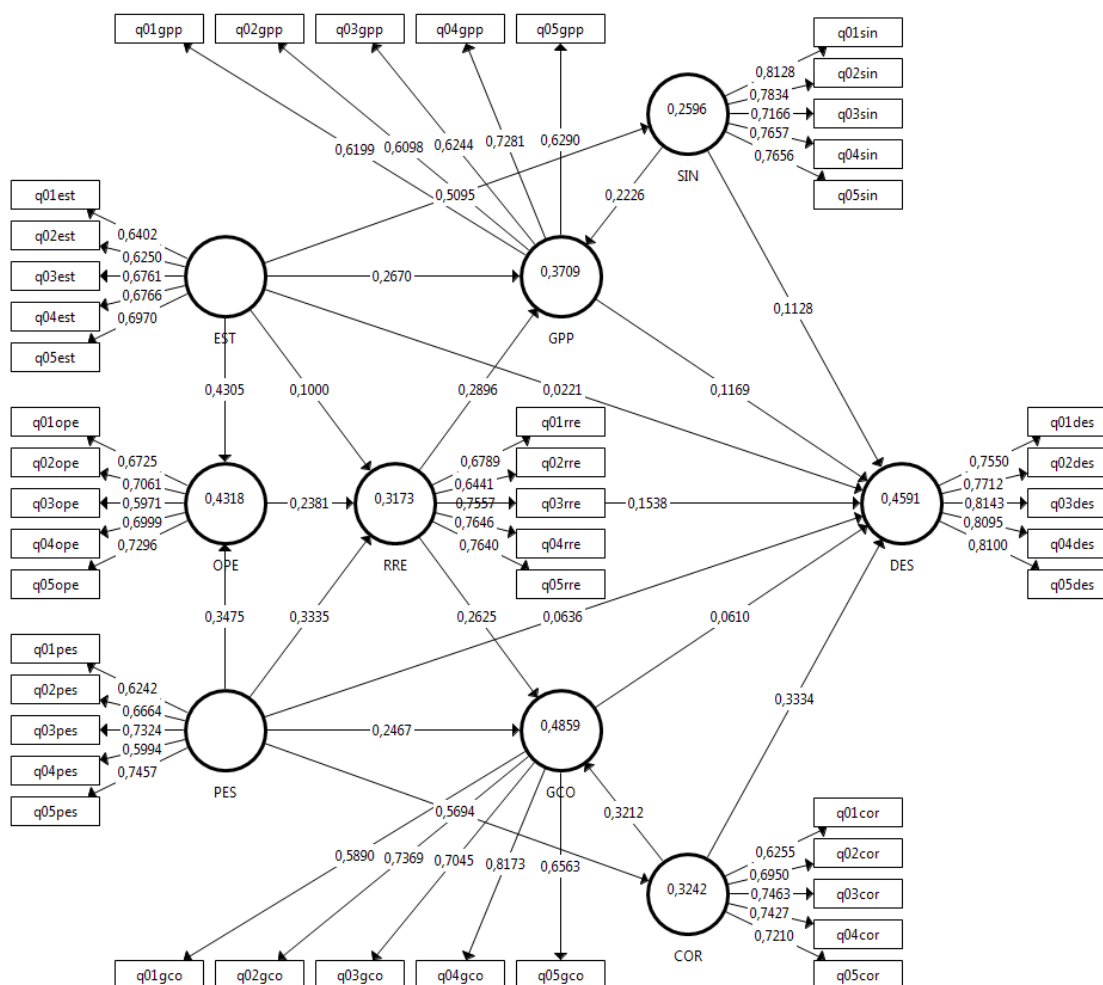 q01gpp q02gpp q03gpp q04gpp q05gpp
q01sin
q02sin
q03sin
q04sin
q05sin
0,8128
0,7834
0,7166
0,7657
0,7656
0,2596
SIN
0,6199 0,6098 0,6244 0,7281 0,6290
0,5095
0,2226
q01est
q02est
q03est
q04est
q05est
0,6402
0,6250
0,6761
0,6766
0,6970
EST
0,2670
0,3709
GPP
0,1128
0,4305
0,1000
0,2896
0,0221
0,1169
q01ope
q02ope
q03ope
q04ope
q05ope
0,6725
0,7061
0,5971
0,6999
0,7296
0,4318
OPE
0,2381
0,3173
RRE
0,6789
0,6441
0,7557
0,7646
0,7640
q01rre
q02rre
q03rre
q04rre
q05rre
0,1538
0,4591
DES
0,7550
0,7712
0,8143
0,8095
0,8100
q01des
q02des
q03des
q04des
q05des
0,3475
0,3335
0,2625
0,0636
0,0610
q01pes
q02pes
q03pes
q04pes
q05pes
0,6242
0,6664
0,7324
0,5994
0,7457
PES
0,2467
0,4859
GCO
0,3334
0,5694
0,3212
0,5890 0,7369 0,7045 0,8173 0,6563
0,3242
COR
0,6255
0,6950
0,7463
0,7427
0,7210
q01cor
q02cor
q03cor
q04cor
q05cor
q01gco q02gco q03gco q04gco q05gco